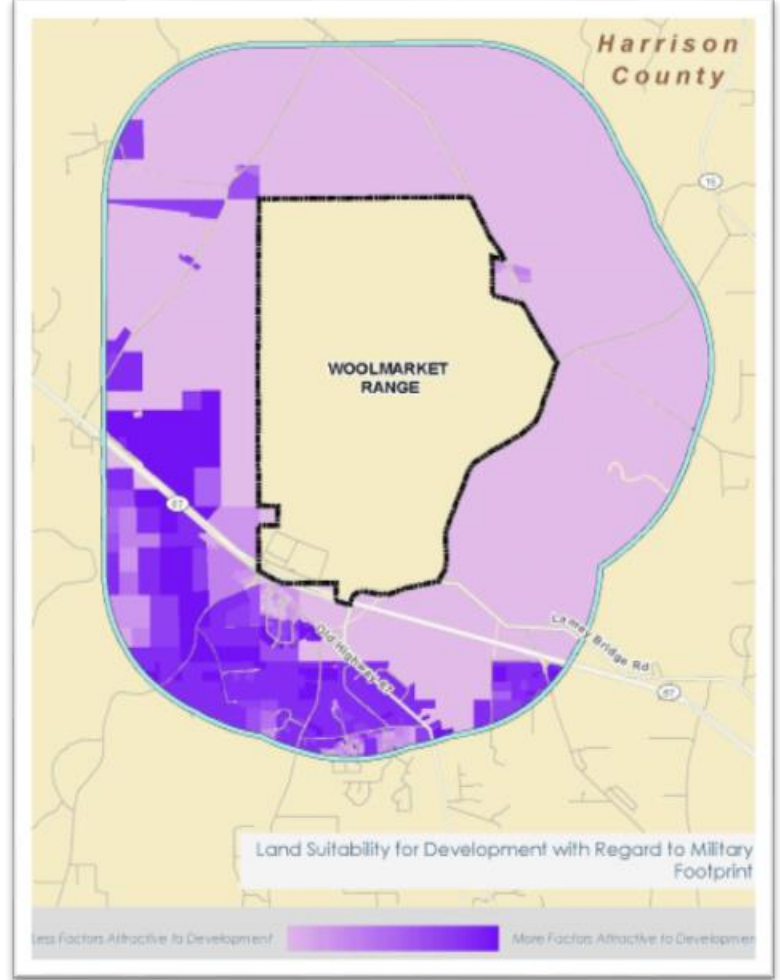 Harrison
County
15
WOOLMARKET
RANGE
67
Old Highway 67
Lamey Bridge Rd
67
Land Suitability for Development with Regard to Military
Footprint
Less Factors Attractive to Development
More Factors Attractive to Developmen